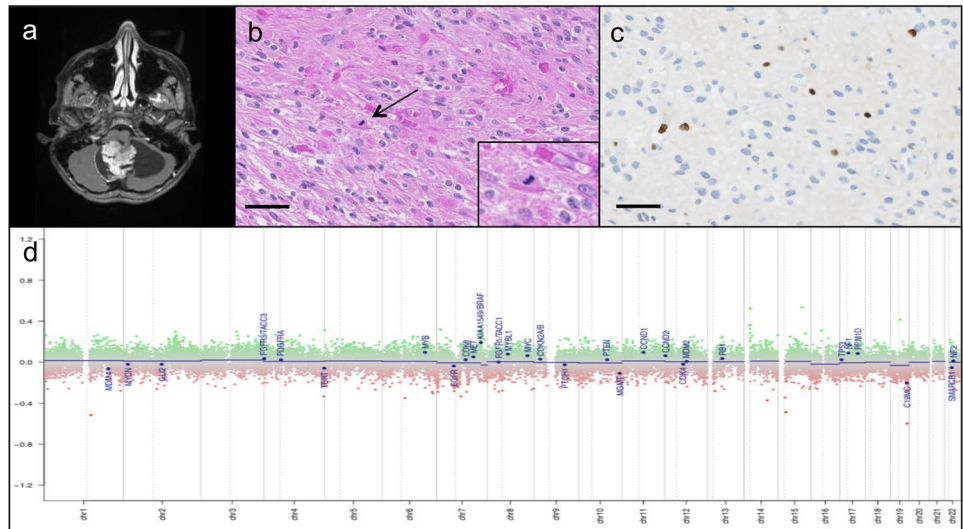 a
b
c
d
1.2
0.8
0.4
0.0
-0.4
-0.8
-1.2
MDM4
MYCN
GLI2
FGFR3/TACC3
PDGFRA
TERT
MYB
EGFR
CDK6
MET
KIAA1549/BRAF
FGFR1/TACC1
MYBL1
MYC
CDKN2A/B
PTCH1
PTEN
MGMT
CCND1
CCND2
CDK4
MDM2
RB1
TP53
NF1
PPM1D
C19MC
SMARCB1
NF2
chr1
chr2
chr3
chr4
chr5
chr6
chr7
chr8
chr9
chr10
chr11
chr12
chr13
chr14
chr15
chr16
chr17
chr18
chr19
chr20
chr21
chr22